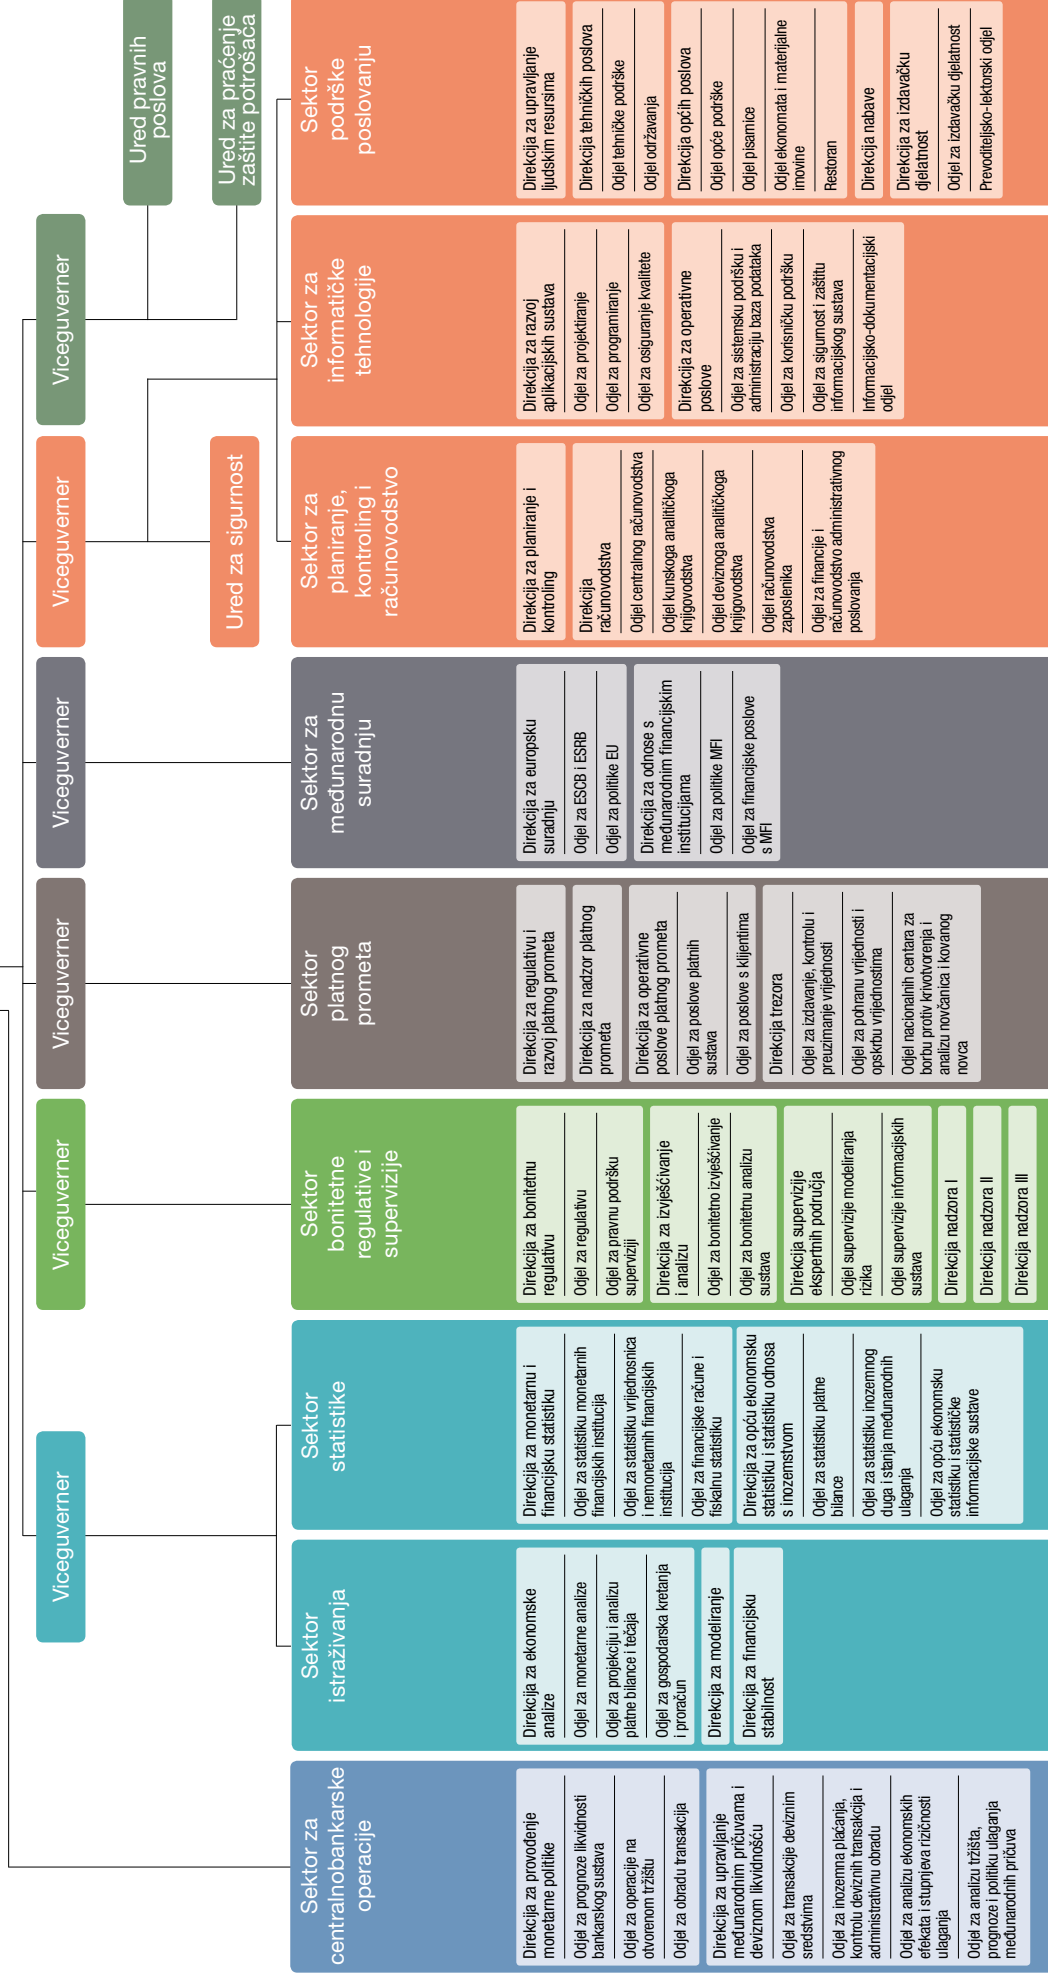 Viceguverner
Viceguverner
Viceguverner
Viceguverner
Viceguverner
Viceguverner
Ured pravnih
poslova
Ured za praćenje
zaštite potrošača
Ured za sigurnost
Sektor za
centralnobankarske
operacije
Direkcija za provođenje
monetarne politike
Odjel za prognoze likvidnosti
bankarskog sustava
Odjel za operacije na
otvorenom tržištu
Odjel za obradu transakcija
Direkcija za upravljanje
međunarodnim pričuvama i
deviznom likvidnošću
Odjel za transakcije deviznim
sredstvima
Odjel za inozemna plaćanja,
kontrolu deviznih transakcija i
administrativnu obradu
Odjel za analizu ekonomskih
efekata i stupnjeva rizičnosti
ulaganja
Odjel za analizu tržišta,
prognoze i politiku ulaganja
međunarodnih pričuva
Sektor
istraživanja
Direkcija za ekonomske
analize
Odjel za monetarne analize
Odjel za projekciju i analizu
platne bilance i tečaja
Odjel za gospodarska kretanja
i proračun
Direkcija za modeliranje
Direkcija za financijsku
stabilnost
Sektor
statistike
Direkcija za monetarnu i
financijsku statistiku
Odjel za statistiku monetarnih
financijskih institucija
Odjel za statistiku vrijednosnica
i nemonetarnih financijskih
institucija
Odjel za financijske račune i
fiskalnu statistiku
Direkcija za opću ekonomsku
statistiku i statistiku odnosa
s inozemstvom
Odjel za statistiku platne
bilance
Odjel za statistiku inozemnog
duga i stanja međunarodnih
ulaganja
Odjel za opću ekonomsku
statistiku i statističke
informacijske sustave
Sektor
bonitetne
regulative i
supervizije
Direkcija za bonitetnu
regulativu
Odjel za regulativu
Odjel za pravnu podršku
superviziji
Direkcija za izvješćivanje
i analizu
Odjel za bonitetno izvješćivanje
Odjel za bonitetnu analizu
sustava
Direkcija supervizije
ekspertnih područja
Odjel supervizije modeliranja
rizika
Odjel supervizije informacijskih
sustava
Direkcija nadzora I
Direkcija nadzora II
Direkcija nadzora III
Sektor
platnog
prometa
Direkcija za regulativu i
razvoj platnog prometa
Direkcija za nadzor platnog
prometa
Direkcija za operativne
poslove platnog prometa
Odjel za poslove platnih
sustava
Odjel za poslove s klijentima
Direkcija trezora
Odjel za izdavanje, kontrolu i
preuzimanje vrijednosti
Odjel za pohranu vrijednosti i
opskrbu vrijednostima
Odjel nacionalnih centara za
borbu protiv krivotvorenja i
analizu novčanica i kovanog
novca
Sektor za
međunarodnu
suradnju
Direkcija za europsku
suradnju
Odjel za ESCB i ESRB
Odjel za politike EU
Direkcija za odnose s
međunarodnim financijskim
institucijama
Odjel za politike MFI
Odjel za financijske poslove
s MFI
Sektor za
planiranje,
kontroling i
računovodstvo
Direkcija za planiranje i
kontroling
Direkcija
računovodstva
Odjel centralnog računovodstva
Odjel kunskoga analitičkoga
knjigovodstva
Odjel deviznoga analitičkoga
knjigovodstva
Odjel računovodstva
zaposlenika
Odjel za financije i
računovodstvo administrativnog
poslovanja
Sektor za
informatičke
tehnologije
Direkcija za razvoj
aplikacijskih sustava
Odjel za projektiranje
Odjel za programiranje
Odjel za osiguranje kvalitete
Direkcija za operativne
poslove
Odjel za sistemsku podršku i
administraciju baza podataka
Odjel za korisničku podršku
Odjel za sigurnost i zaštitu
informacijskog sustava
Informacijsko-dokumentacijski
odjel
Sektor
podrške
poslovanju
Direkcija za upravljenje
ljudskim resursima
Direkcija tehničkih poslova
Odjel tehničke podrške
Odjel održavanja
Direkcija općih poslova
Odjel opće podrške
Odjel pisarnice
Odjel ekonomata i materijalne
imovine
Restoran
Direkcija nabave
Direkcija za izdavačku
djelatnost
Odjel za izdavačku djelatnost
Prevoditeljsko-lektorski odjel